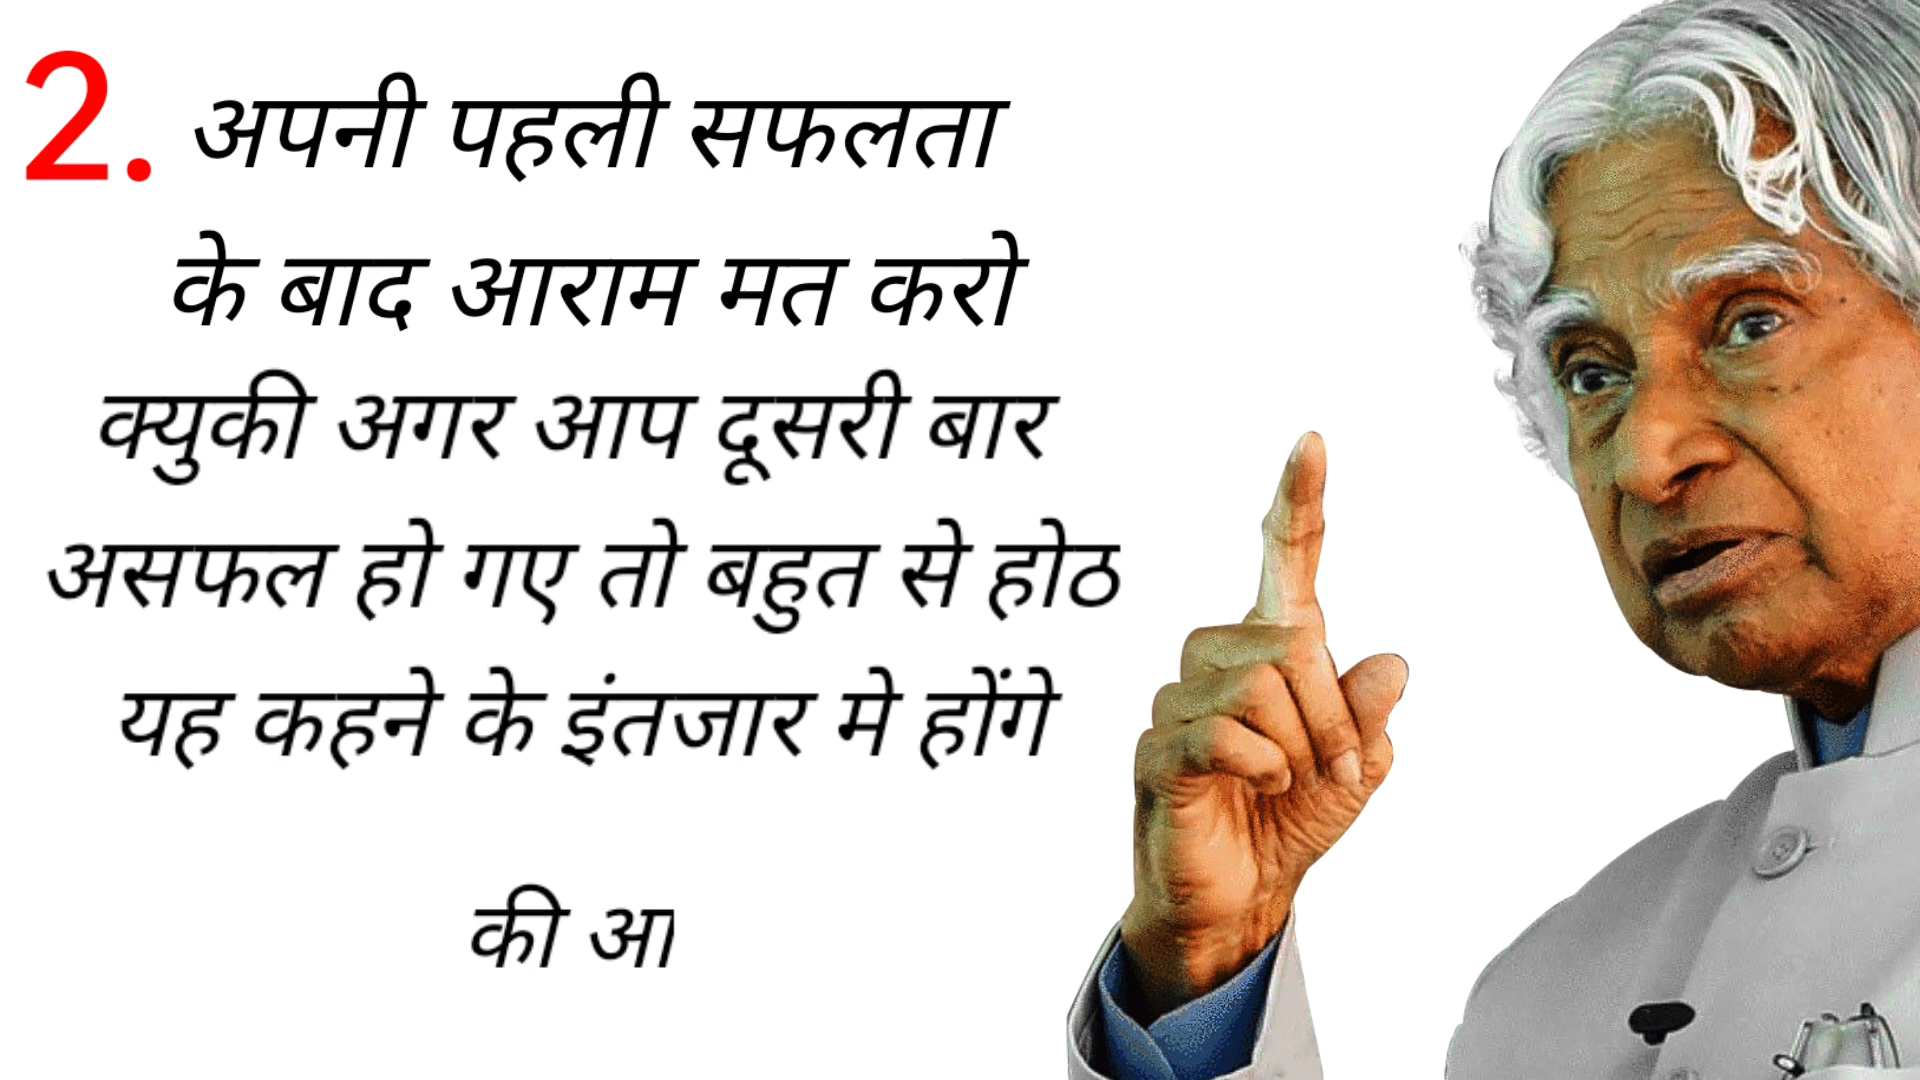 2. अपनी पहली सफलता
के बाद आराम मत करो
क्युकी अगर आप दूसरी बार
असफल हो गए तो बहुत से होठ
यह कहने के इंतजार मे होंगे
की आ